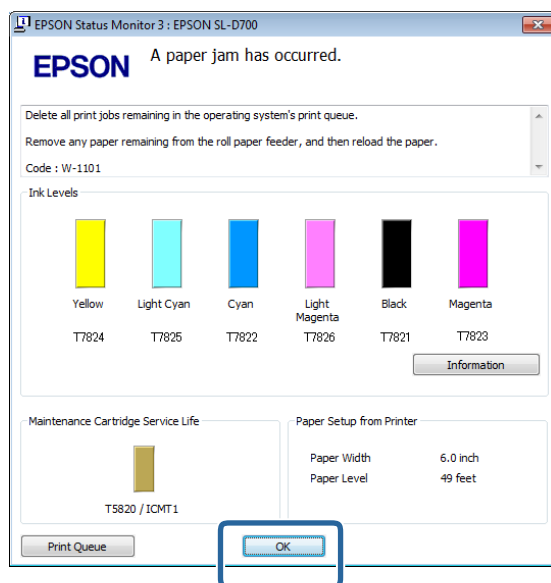 EPSON Status Monitor 3 : EPSON SL-D700
EPSON
A paper jam has occurred.
Delete all print jobs remaining in the operating system's print queue.
Remove any paper remaining from the roll paper feeder, and then reload the paper.
Code : W-1101
Ink Levels
Yellow Light Cyan Cyan Light Magenta Black Magenta
T7824 T7825 T7822 T7826 T7821 T7823
Information
Maintenance Cartridge Service Life
T5820 / ICMT1
Paper Setup from Printer
Paper Width 6.0 inch
Paper Level 49 feet
Print Queue
OK